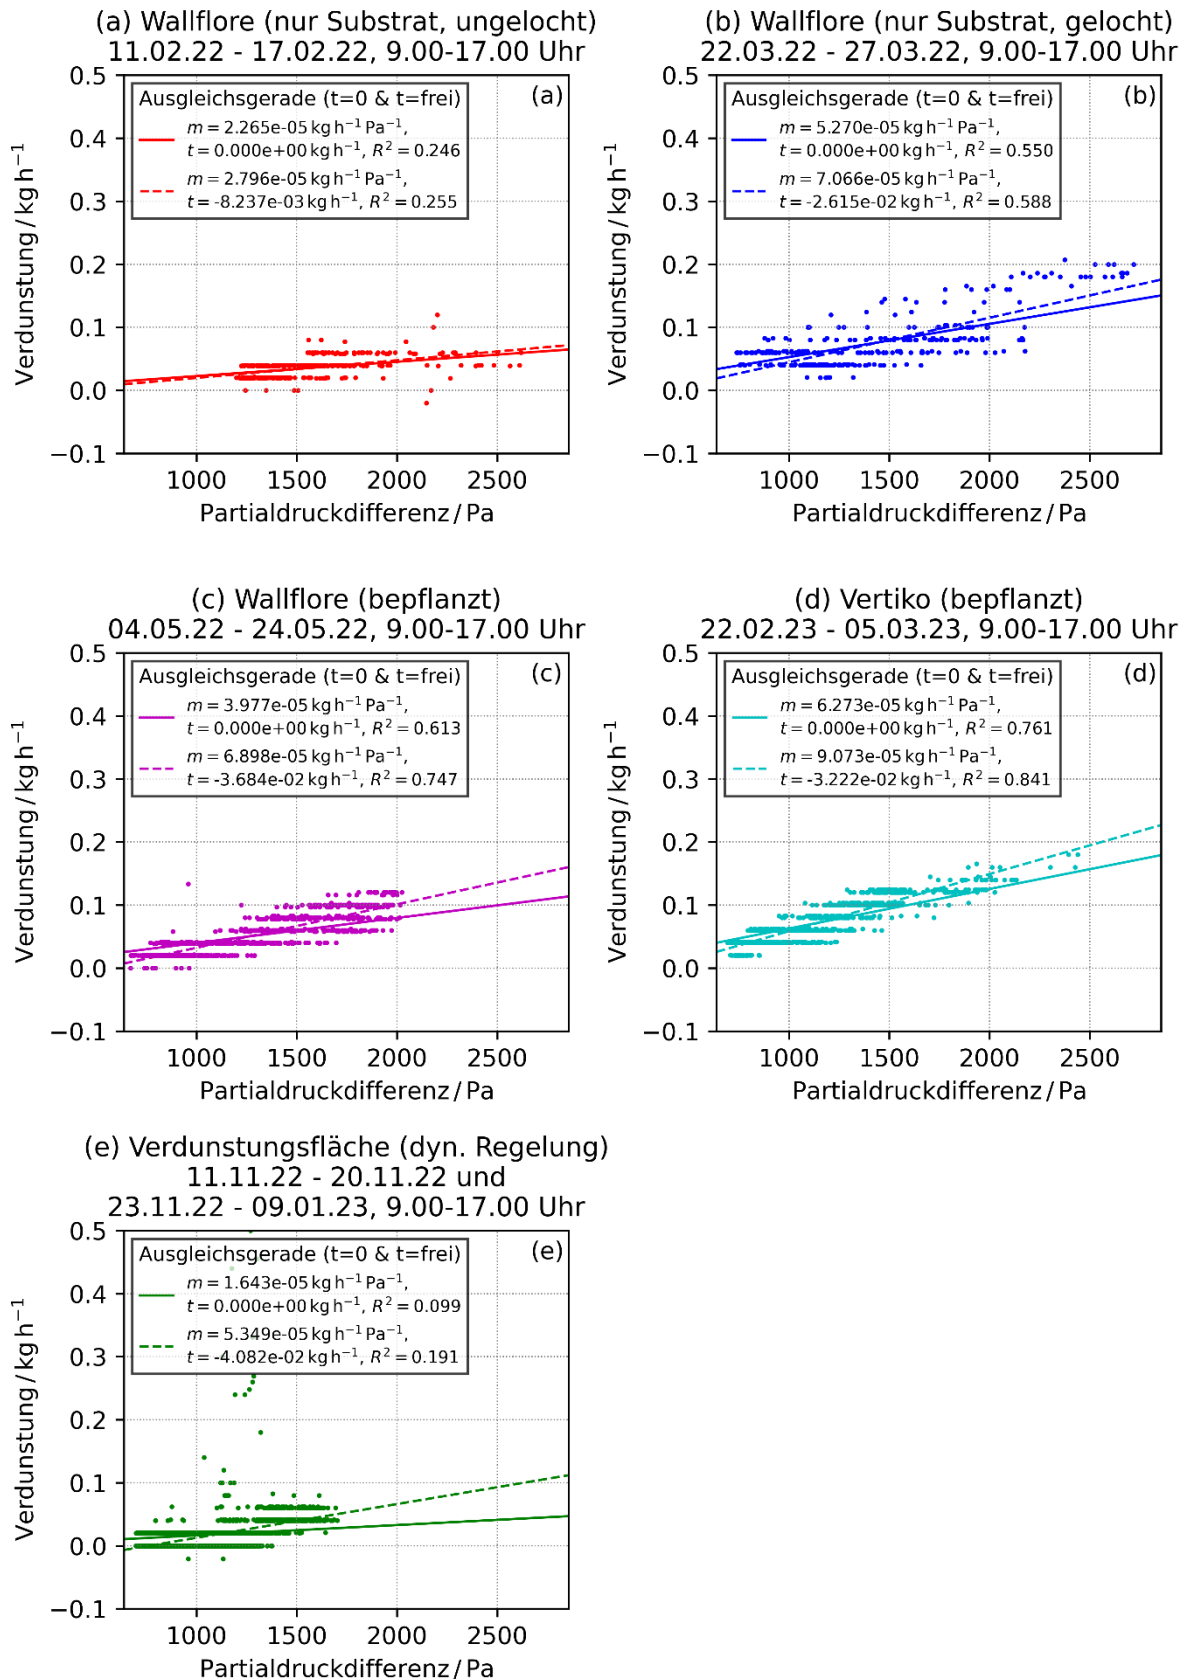 (a) Wallflore (nur Substrat, ungelocht)
11.02.22 - 17.02.22, 9.00-17.00 Uhr
0.5
0.4
0.3
0.2
0.1
0.0
−0.1
Verdunstung / kg h⁻¹
Ausgleichsgerade (t=0 & t=frei)
(a)
m = 2.265e-05 kg h⁻¹ Pa⁻¹,
t = 0.000e+00 kg h⁻¹, R² = 0.246
m = 2.796e-05 kg h⁻¹ Pa⁻¹,
t = -8.237e-03 kg h⁻¹, R² = 0.255
1000 1500 2000 2500
Partialdruckdifferenz / Pa
(b) Wallflore (nur Substrat, gelocht)
22.03.22 - 27.03.22, 9.00-17.00 Uhr
0.5
0.4
0.3
0.2
0.1
0.0
−0.1
Verdunstung / kg h⁻¹
Ausgleichsgerade (t=0 & t=frei)
(b)
m = 5.270e-05 kg h⁻¹ Pa⁻¹,
t = 0.000e+00 kg h⁻¹, R² = 0.550
m = 7.066e-05 kg h⁻¹ Pa⁻¹,
t = -2.615e-02 kg h⁻¹, R² = 0.588
1000 1500 2000 2500
Partialdruckdifferenz / Pa
(c) Wallflore (bepflanzt)
04.05.22 - 24.05.22, 9.00-17.00 Uhr
0.5
0.4
0.3
0.2
0.1
0.0
−0.1
Verdunstung / kg h⁻¹
Ausgleichsgerade (t=0 & t=frei)
(c)
m = 3.977e-05 kg h⁻¹ Pa⁻¹,
t = 0.000e+00 kg h⁻¹, R² = 0.613
m = 6.898e-05 kg h⁻¹ Pa⁻¹,
t = -3.684e-02 kg h⁻¹, R² = 0.747
1000 1500 2000 2500
Partialdruckdifferenz / Pa
(d) Vertiko (bepflanzt)
22.02.23 - 05.03.23, 9.00-17.00 Uhr
0.5
0.4
0.3
0.2
0.1
0.0
−0.1
Verdunstung / kg h⁻¹
Ausgleichsgerade (t=0 & t=frei)
(d)
m = 6.273e-05 kg h⁻¹ Pa⁻¹,
t = 0.000e+00 kg h⁻¹, R² = 0.761
m = 9.073e-05 kg h⁻¹ Pa⁻¹,
t = -3.222e-02 kg h⁻¹, R² = 0.841
1000 1500 2000 2500
Partialdruckdifferenz / Pa
(e) Verdunstungsfläche (dyn. Regelung)
11.11.22 - 20.11.22 und
23.11.22 - 09.01.23, 9.00-17.00 Uhr
0.5
0.4
0.3
0.2
0.1
0.0
−0.1
Verdunstung / kg h⁻¹
Ausgleichsgerade (t=0 & t=frei)
(e)
m = 1.643e-05 kg h⁻¹ Pa⁻¹,
t = 0.000e+00 kg h⁻¹, R² = 0.099
m = 5.349e-05 kg h⁻¹ Pa⁻¹,
t = -4.082e-02 kg h⁻¹, R² = 0.191
1000 1500 2000 2500
Partialdruckdifferenz / Pa